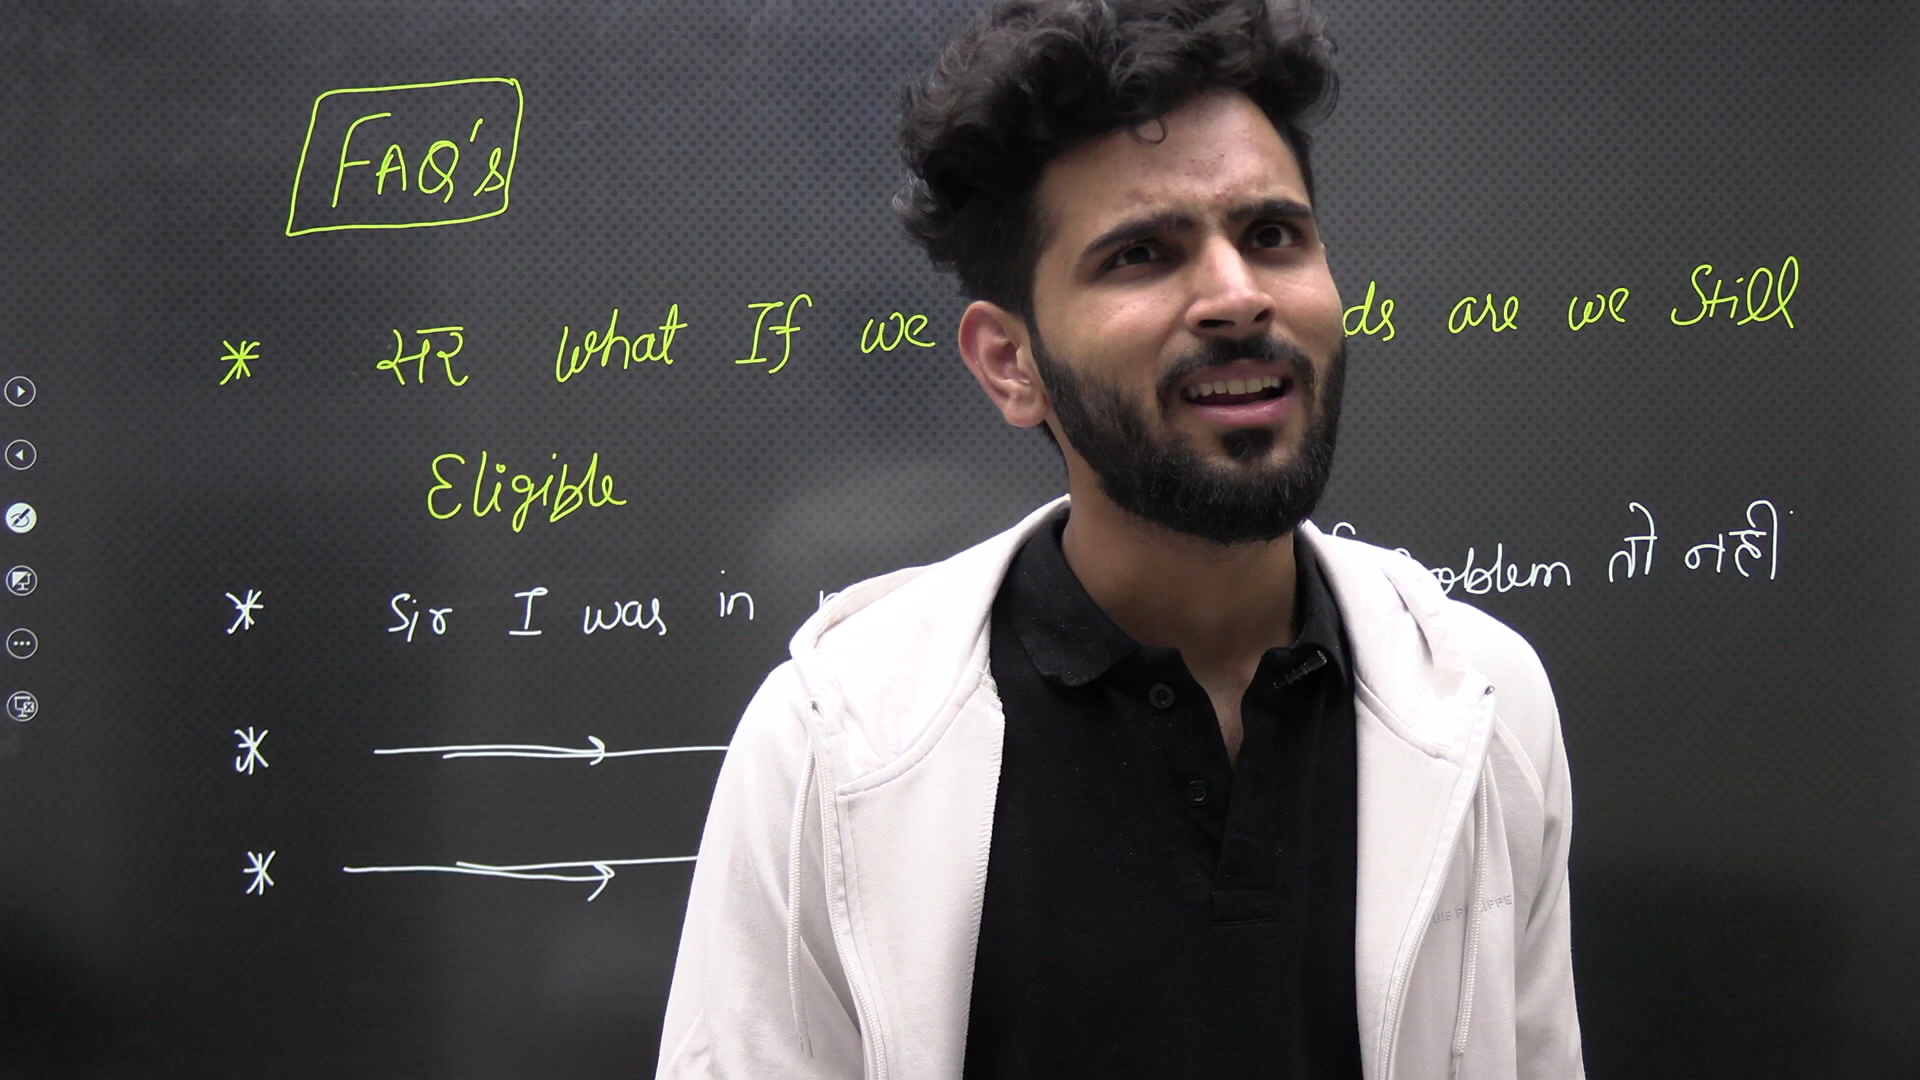 FAQ's
* सर what If we ds are we Still
Eligible
* Sir I was in oblem तो नही
*
*